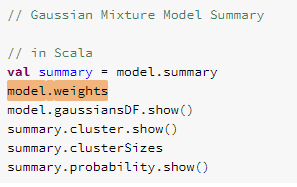 // Gaussian Mixture Model Summary
// in Scala
val summary = model.summary
model.weights
model.gaussiansDF.show()
summary.cluster.show()
summary.clusterSizes
summary.probability.show()